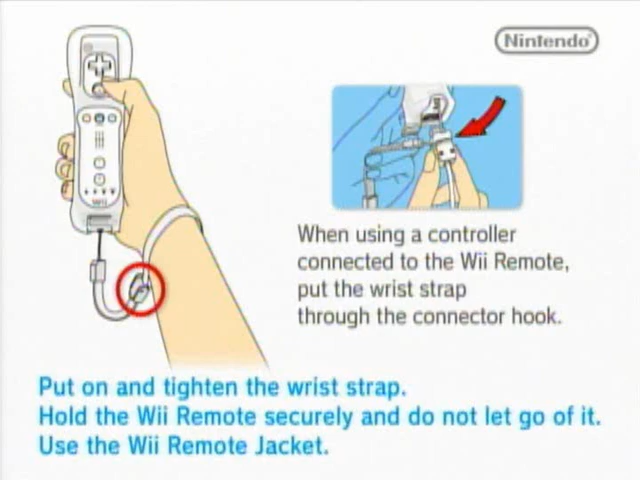 Nintendo
When using a controller
connected to the Wii Remote,
put the wrist strap
through the connector hook.
Put on and tighten the wrist strap.
Hold the Wii Remote securely and do not let go of it.
Use the Wii Remote Jacket.